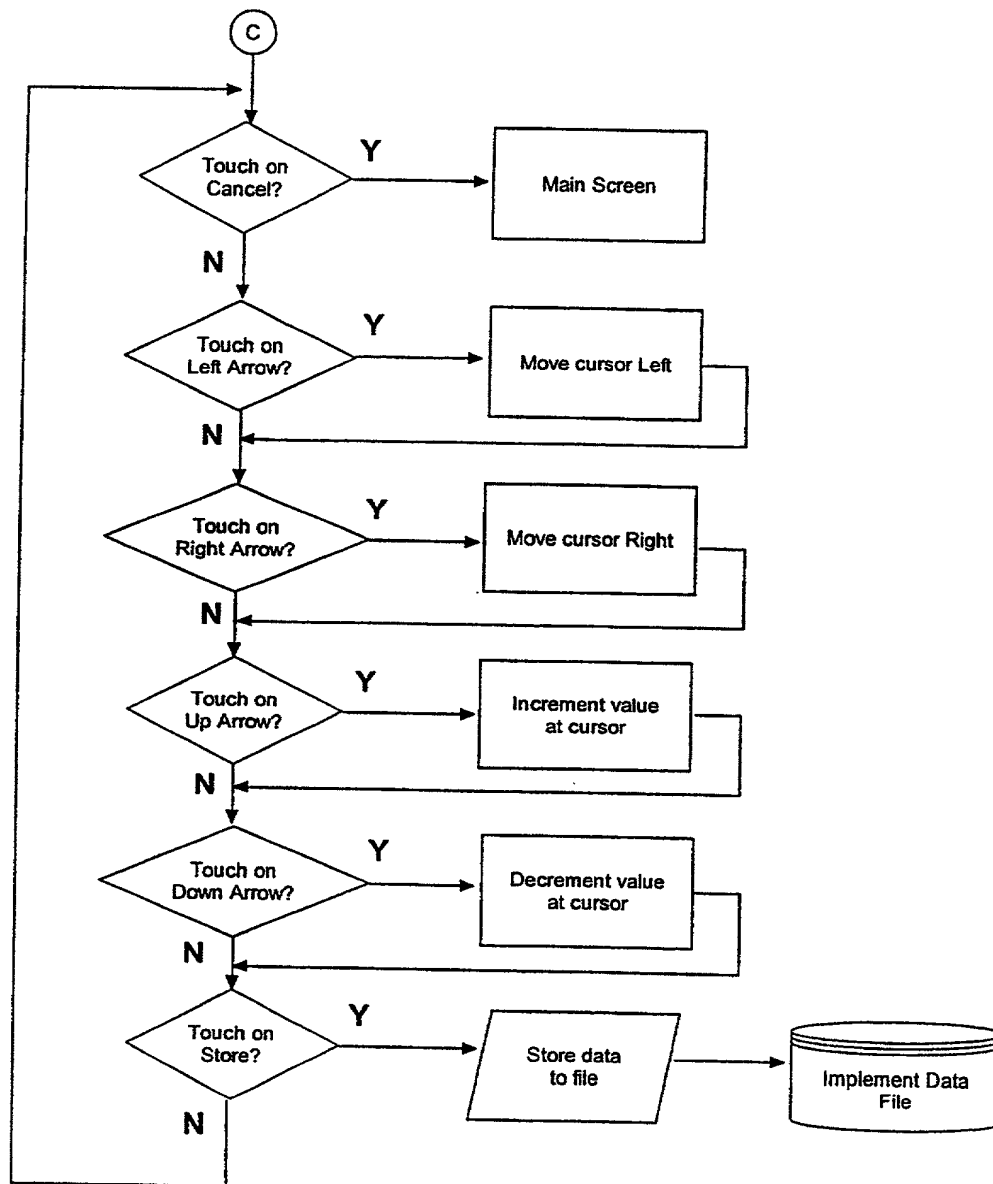 C
Touch on
Cancel?
Y
Main Screen
N
Touch on
Left Arrow?
Y
Move cursor Left
N
Touch on
Right Arrow?
Y
Move cursor Right
N
Touch on
Up Arrow?
Y
Increment value
at cursor
N
Touch on
Down Arrow?
Y
Decrement value
at cursor
N
Touch on
Store?
Y
Store data
to file
Implement Data
File
N